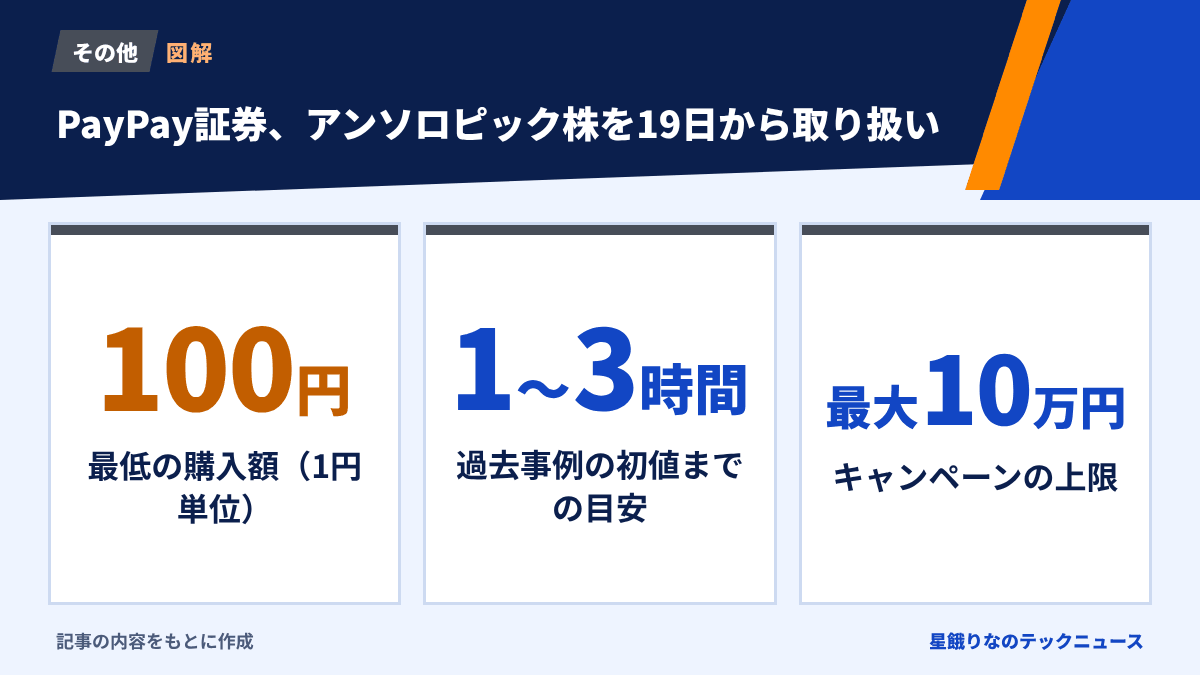 その他 図解
PayPay証券、アンソロピック株を19日から取り扱い
100円
最低の購入額（1円
単位）
1〜3時間
過去事例の初値まで
の目安
最大10万円
キャンペーンの上限
記事の内容をもとに作成
星餓りなのテックニュース